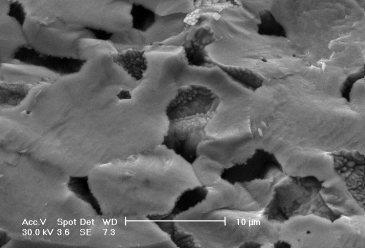 Acc.V Spot Det WD
30.0 kV 3.6 SE 7.3 10 µm